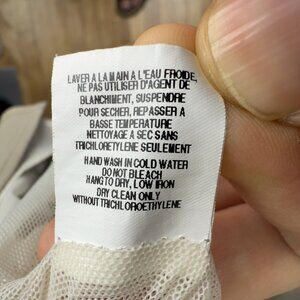 LAVER A LA MAIN A L'EAU FROIDE,
NE PAS UTILISER D'AGENT DE
BLANCHIMENT, SUSPENDRE
POUR SECHER, REPASSER A
BASSE TEMPERATURE
NETTOYAGE A SEC SANS
TRICHLORETYLENE SEULEMENT
HAND WASH IN COLD WATER
DO NOT BLEACH
HANG TO DRY, LOW IRON
DRY CLEAN ONLY
WITHOUT TRICHLOROETHYLENE